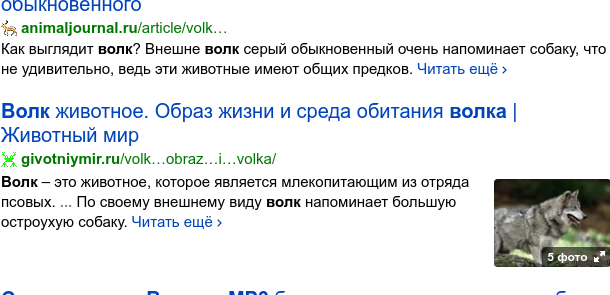 обыкновенного
animaljournal.ru/article/volk…
Как выглядит волк? Внешне волк серый обыкновенный очень напоминает собаку, что
не удивительно, ведь эти животные имеют общих предков. Читать ещё ›
Волк животное. Образ жизни и среда обитания волка |
Животный мир
givotniymir.ru/volk…obraz…i…volka/
Волк – это животное, которое является млекопитающим из отряда
псовых. ... По своему внешнему виду волк напоминает большую
остроухую собаку. Читать ещё ›
5 фото